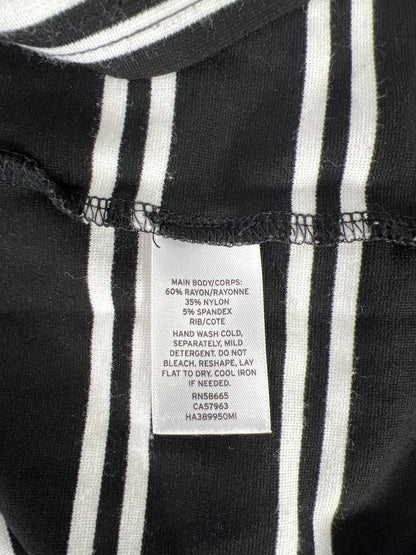 MAIN BODY/CORPS:
60% RAYON/RAYONNE
35% NYLON
5% SPANDEX
RIB/COTE
HAND WASH COLD,
SEPARATELY, MILD
DETERGENT. DO NOT
BLEACH. RESHAPE, LAY
FLAT TO DRY. COOL IRON
IF NEEDED.
RN58665
CA57963
HA389950MI